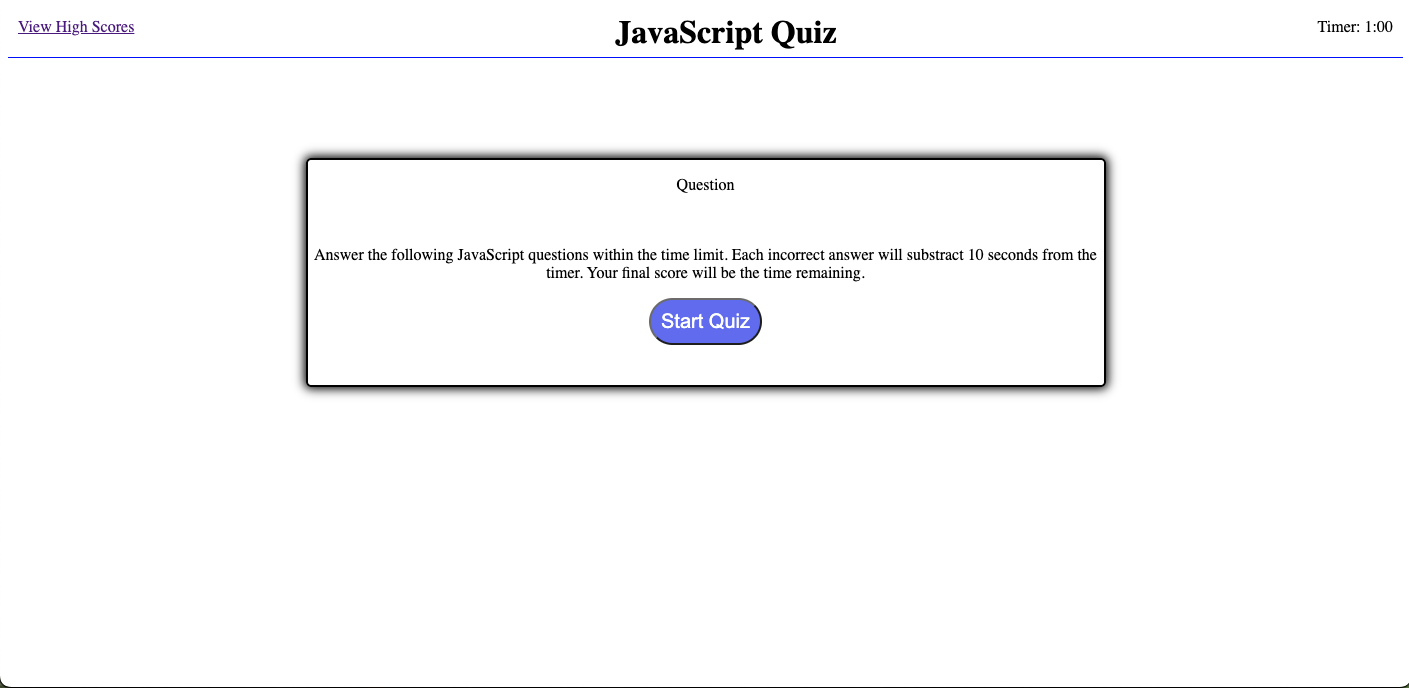 View High Scores
JavaScript Quiz
Timer: 1:00
Question
Answer the following JavaScript questions within the time limit. Each incorrect answer will substract 10 seconds from the
timer. Your final score will be the time remaining.
Start Quiz